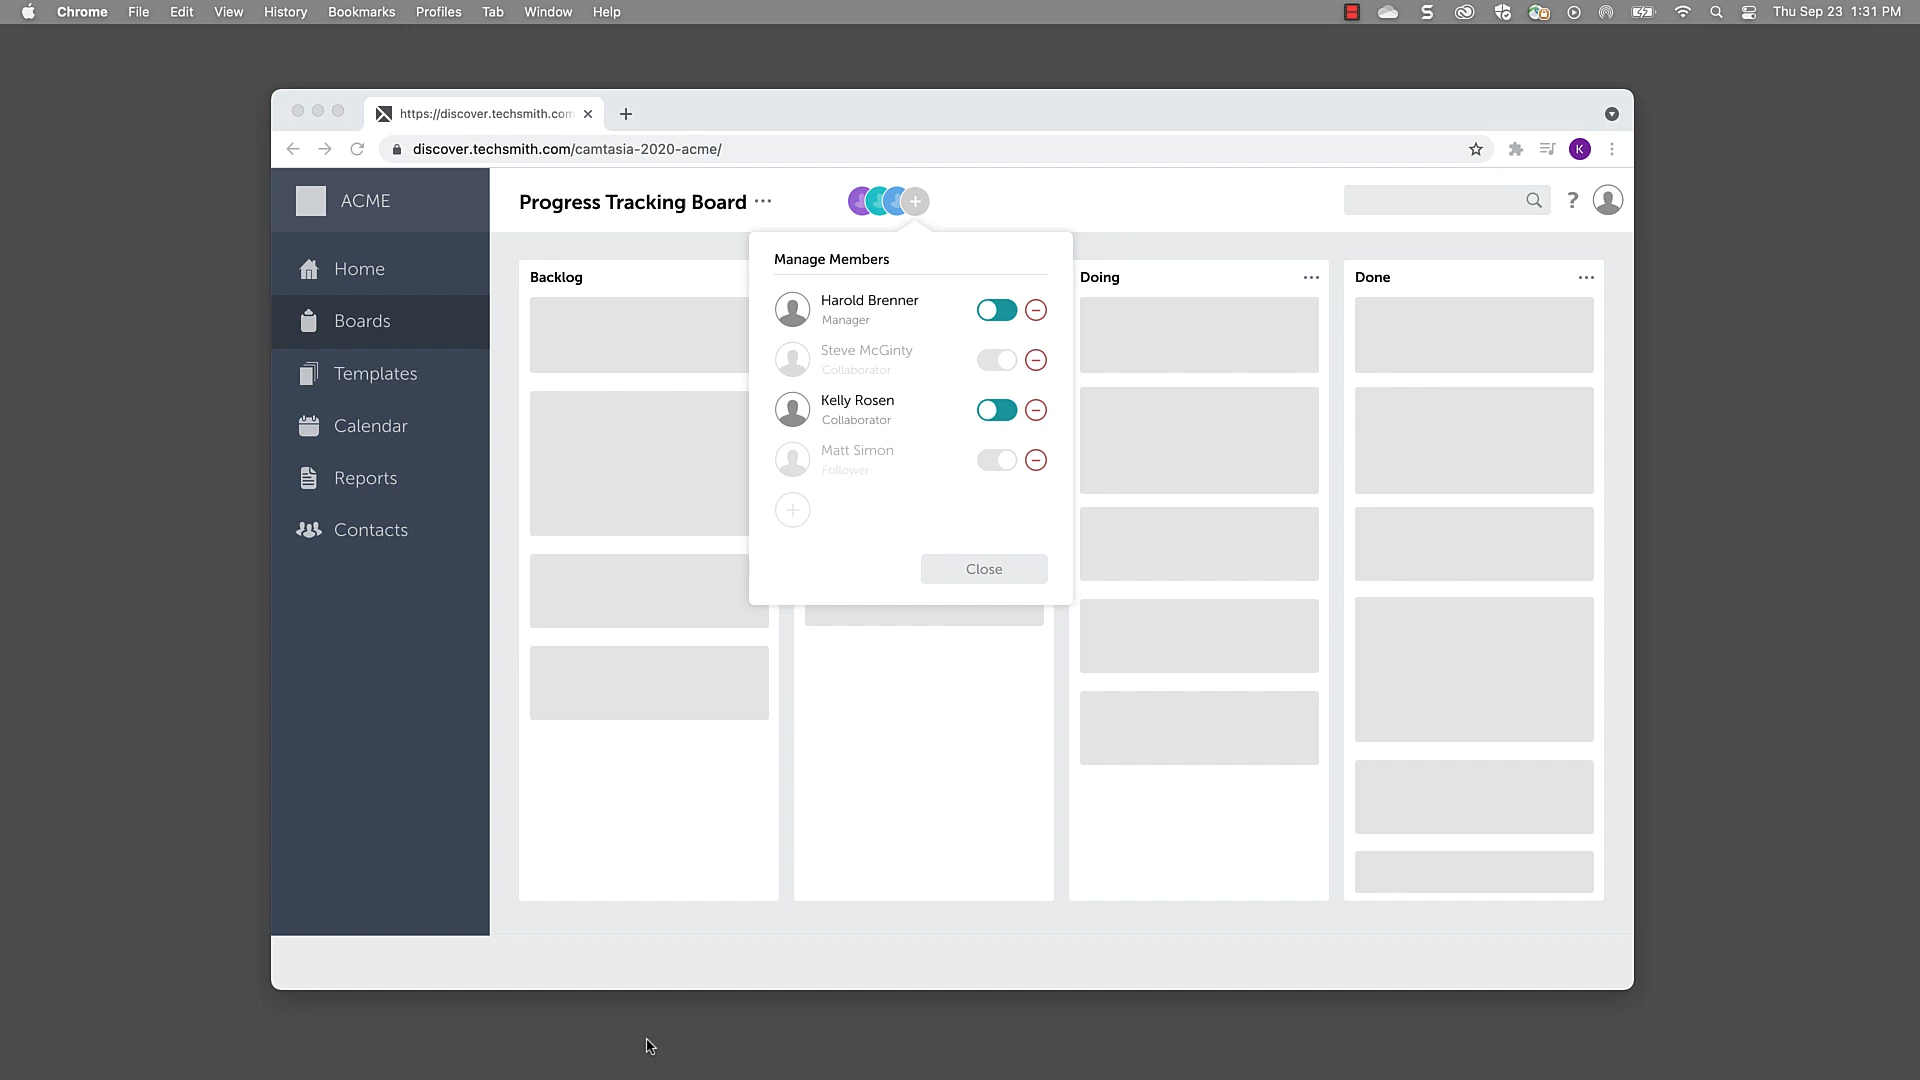 Chrome File Edit View History Bookmarks Profiles Tab Window Help
Thu Sep 23 1:31 PM
https://discover.techsmith.com
discover.techsmith.com/camtasia-2020-acme/
K
ACME
Progress Tracking Board
?
Home
Boards
Templates
Calendar
Reports
Contacts
Backlog
Manage Members
Harold Brenner
Manager
Steve McGinty
Collaborator
Kelly Rosen
Collaborator
Matt Simon
Follower
Close
Doing
Done